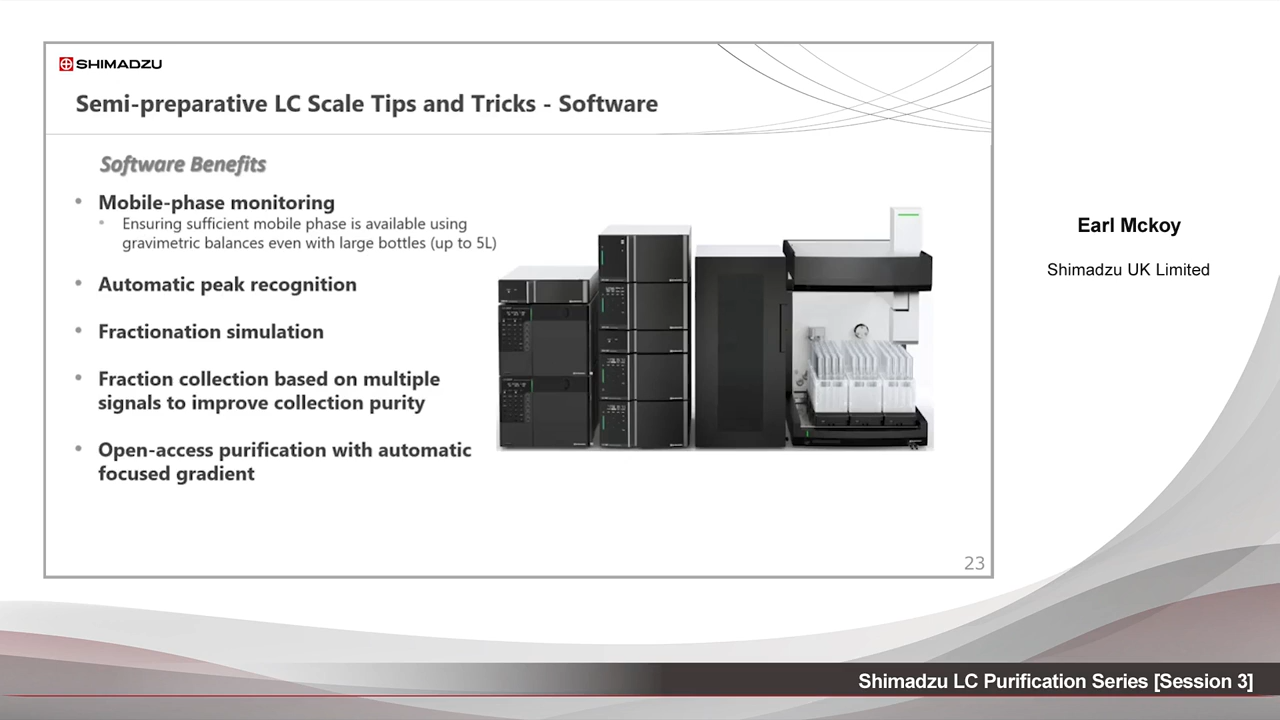 SHIMADZU
Semi-preparative LC Scale Tips and Tricks - Software
Software Benefits
• Mobile-phase monitoring
• Ensuring sufficient mobile phase is available using
gravimetric balances even with large bottles (up to 5L)
• Automatic peak recognition
• Fractionation simulation
• Fraction collection based on multiple
signals to improve collection purity
• Open-access purification with automatic
focused gradient
23
Earl Mckoy
Shimadzu UK Limited
Shimadzu LC Purification Series [Session 3]